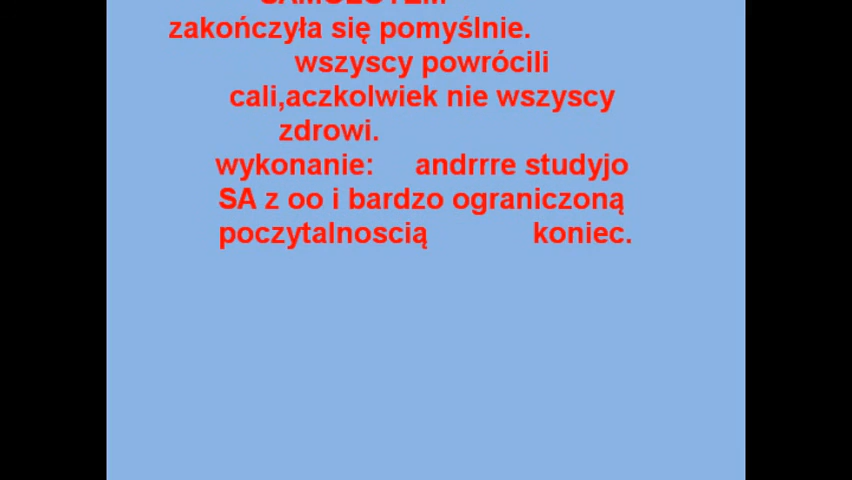 zakończyła się pomyślnie.
wszyscy powrócili
cali,aczkolwiek nie wszyscy
zdrowi.
wykonanie: andrrre studyjo
SA z oo i bardzo ograniczoną
poczytalnoscią koniec.